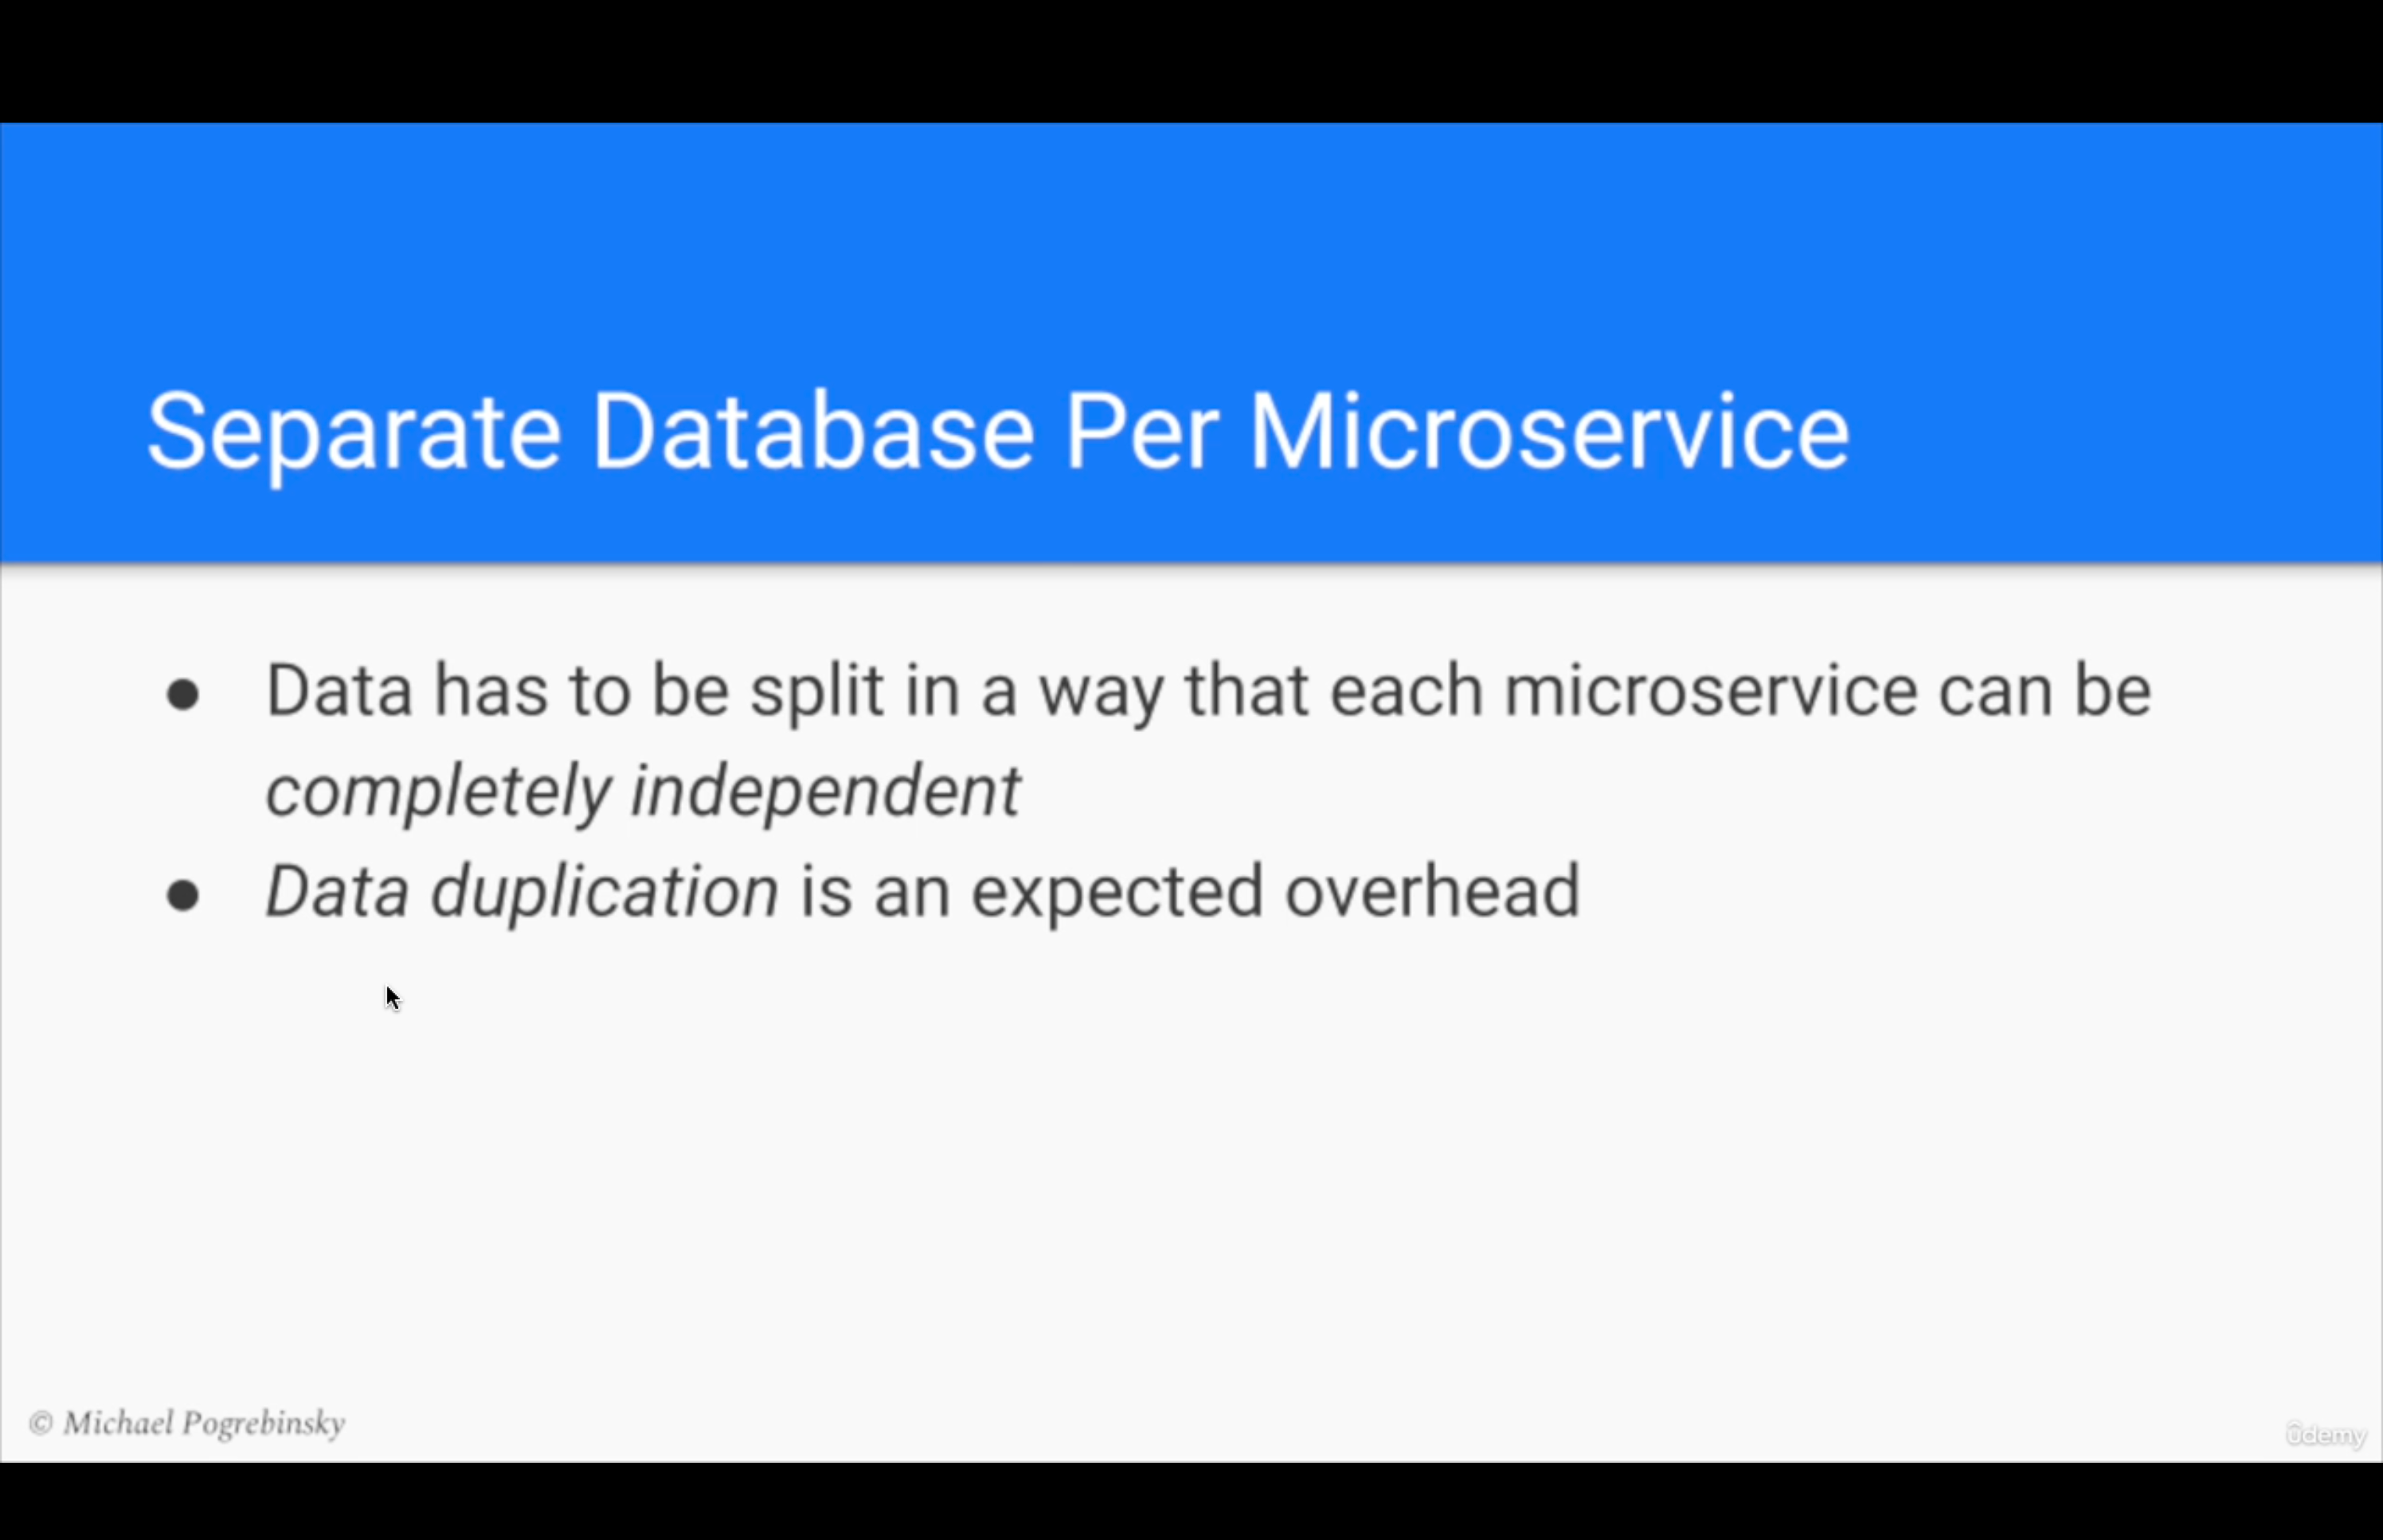 Separate Database Per Microservice
● Data has to be split in a way that each microservice can be
completely independent
● Data duplication is an expected overhead
© Michael Pogrebinsky
ûdemy